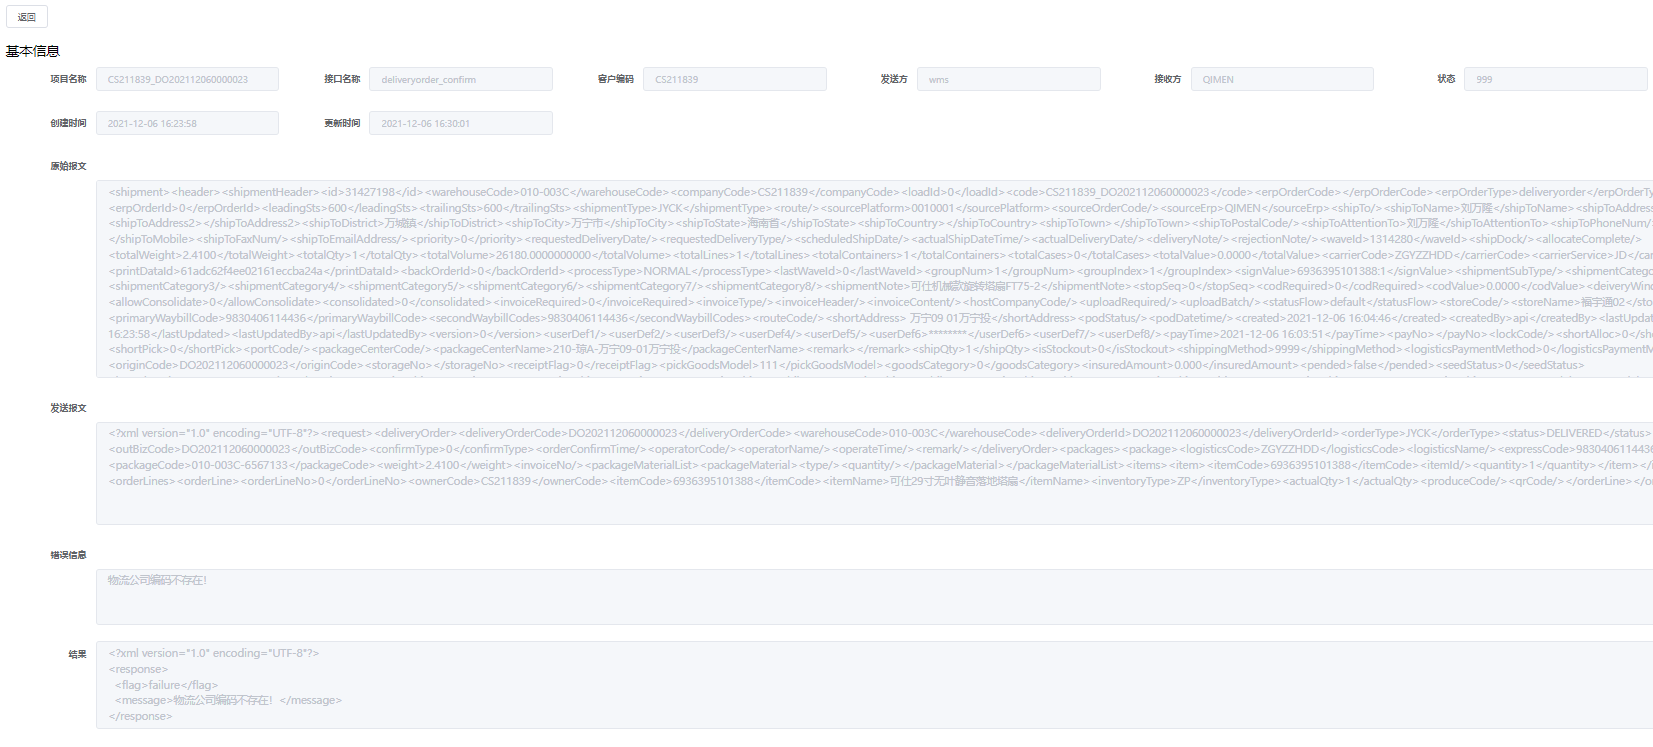 返回
基本信息
项目名称 CS211839_DO202112060000023 接口名称 deliveryorder_confirm 客户编码 CS211839 发送方 wms 接收方 QIMEN 状态 999
创建时间 2021-12-06 16:23:58 更新时间 2021-12-06 16:30:01
原始报文
<shipment><header><shipmentHeader><id>31427198</id><warehouseCode>010-003C</warehouseCode><companyCode>CS211839</companyCode><loadId>0</loadId><code>CS211839_DO202112060000023</code><erpOrderCode></erpOrderCode><erpOrderType>deliveryorder</erpOrderTy
<erpOrderId>0</erpOrderId><leadingSts>600</leadingSts><trailingSts>600</trailingSts><shipmentType>JYCK</shipmentType><route/><sourcePlatform>0010001</sourcePlatform><sourceOrderCode/><sourceErp>QIMEN</sourceErp><shipTo/><shipToName>刘万隆</shipToName><shipToAddres
<shipToAddress2></shipToAddress2><shipToDistrict>万城镇</shipToDistrict><shipToCity>万宁市</shipToCity><shipToState>海南省</shipToState><shipToCountry></shipToCountry><shipToTown></shipToTown><shipToPostalCode/><shipToAttentionTo>刘万隆</shipToAttentionTo><shipToPhoneNum/
</shipToMobile><shipToFaxNum/><shipToEmailAddress/><priority>0</priority><requestedDeliveryDate/><requestedDeliveryType/><scheduledShipDate/><actualShipDateTime/><actualDeliveryDate/><deliveryNote/><rejectionNote/><waveId>1314280</waveId><shipDock/><allocateComplete/>
<totalWeight>2.4100</totalWeight><totalQty>1</totalQty><totalVolume>26180.0000000000</totalVolume><totalLines>1</totalLines><totalContainers>1</totalContainers><totalCases>0</totalCases><totalValue>0.0000</totalValue><carrierCode>ZGYZZHDD</carrierCode><carrierService>JD</car
<printDataId>61adc62f4ee02161eccba24a</printDataId><backOrderId>0</backOrderId><processType>NORMAL</processType><lastWaveId>0</lastWaveId><groupNum>1</groupNum><groupIndex>1</groupIndex><signValue>6936395101388:1</signValue><shipmentSubType/><shipmentCatego
<shipmentCategory3/><shipmentCategory4/><shipmentCategory5/><shipmentCategory6/><shipmentCategory7/><shipmentCategory8/><shipmentNote>可仕机械款旋转塔扇FT75-2</shipmentNote><stopSeq>0</stopSeq><codRequired>0</codRequired><codValue>0.0000</codValue><deiveryWind
<allowConsolidate>0</allowConsolidate><consolidated>0</consolidated><invoiceRequired>0</invoiceRequired><invoiceType/><invoiceHeader/><invoiceContent/><hostCompanyCode/><uploadRequired/><uploadBatch/><statusFlow>default</statusFlow><storeCode/><storeName>福宇通02</sto
<primaryWaybillCode>9830406114436</primaryWaybillCode><secondWaybillCodes>9830406114436</secondWaybillCodes><routeCode/><shortAddress> 万宁09 01万宁投</shortAddress><podStatus/><podDatetime/><created>2021-12-06 16:04:46</created><createdBy>api</createdBy><lastUpda
16:23:58</lastUpdated><lastUpdatedBy>api</lastUpdatedBy><version>0</version><userDef1/><userDef2/><userDef3/><userDef4/><userDef5/><userDef6>********</userDef6><userDef7/><userDef8/><payTime>2021-12-06 16:03:51</payTime><payNo></payNo><lockCode/><shortAlloc>0</sho
<shortPick>0</shortPick><portCode/><packageCenterCode/><packageCenterName>210-琼A-万宁09-01万宁投</packageCenterName><remark></remark><shipQty>1</shipQty><isStockout>0</isStockout><shippingMethod>9999</shippingMethod><logisticsPaymentMethod>0</logisticsPaymentM
<originCode>DO202112060000023</originCode><storageNo></storageNo><receiptFlag>0</receiptFlag><pickGoodsModel>111</pickGoodsModel><goodsCategory>0</goodsCategory><insuredAmount>0.000</insuredAmount><pended>false</pended><seedStatus>0</seedStatus>
发送报文
<?xml version="1.0" encoding="UTF-8"?><request><deliveryOrder><deliveryOrderCode>DO202112060000023</deliveryOrderCode><warehouseCode>010-003C</warehouseCode><deliveryOrderId>DO202112060000023</deliveryOrderId><orderType>JYCK</orderType><status>DELIVERED</status>
<outBizCode>DO202112060000023</outBizCode><confirmType>0</confirmType><orderConfirmTime/><operatorCode/><operatorName/><operateTime/><remark/></deliveryOrder><packages><package><logisticsCode>ZGYZZHDD</logisticsCode><logisticsName/><expressCode>9830406114436
<packageCode>010-003C-6567133</packageCode><weight>2.4100</weight><invoiceNo/><packageMaterialList><packageMaterial><type/><quantity/></packageMaterial></packageMaterialList><items><item><itemCode>6936395101388</itemCode><itemId/><quantity>1</quantity></item></i
<orderLines><orderLine><orderLineNo>0</orderLineNo><ownerCode>CS211839</ownerCode><itemCode>6936395101388</itemCode><itemName>可仕29寸无叶静音落地塔扇</itemName><inventoryType>ZP</inventoryType><actualQty>1</actualQty><produceCode/><qrCode/></orderLine></or
错误信息
物流公司编码不存在!
结果
<?xml version="1.0" encoding="UTF-8"?>
<response>
<flag>failure</flag>
<message>物流公司编码不存在! </message>
</response>